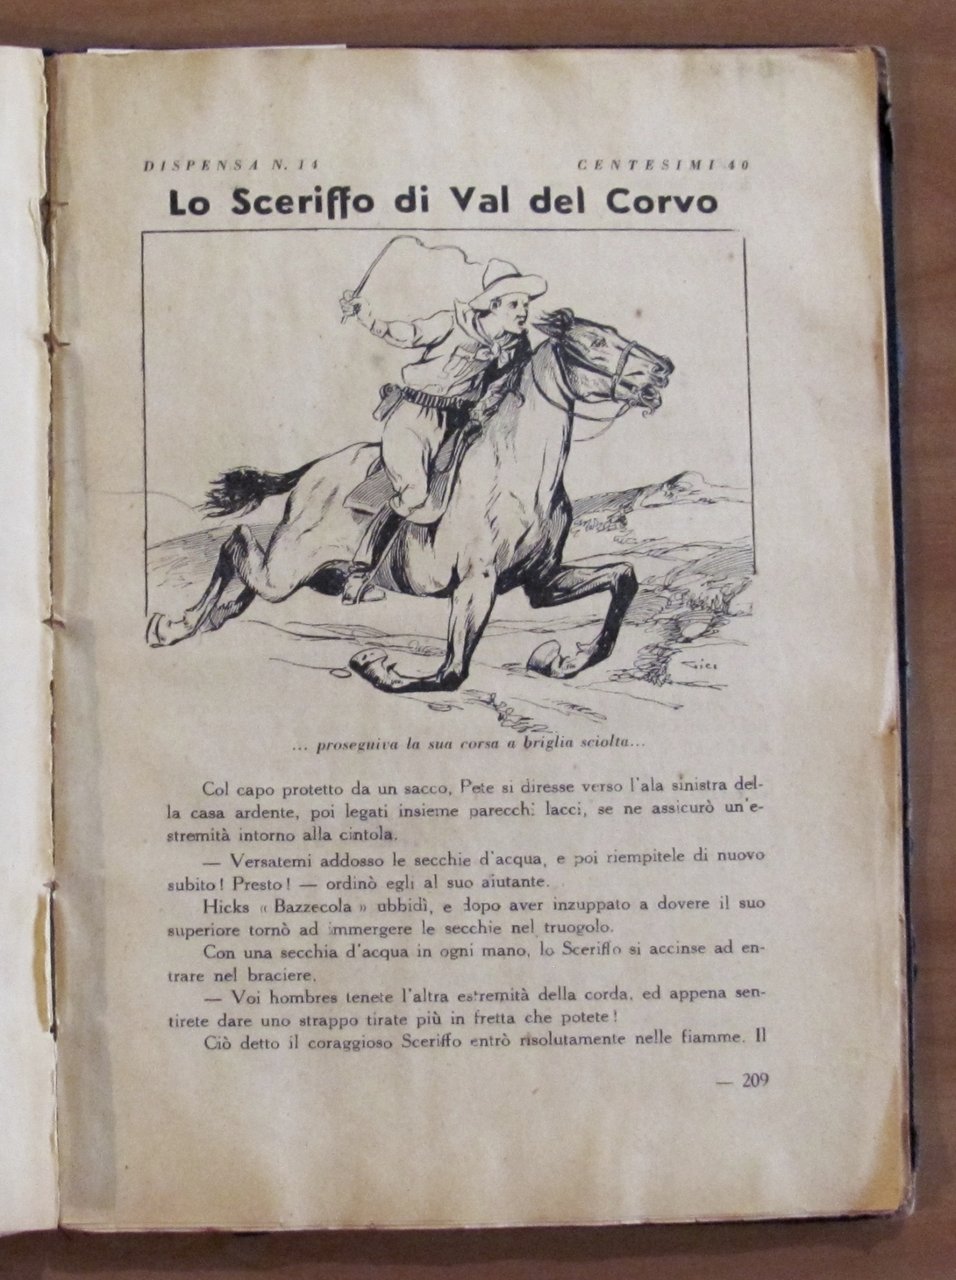 DISPENSA N. 14
CENTESIMI 40
Lo Sceriffo di Val del Corvo
... proseguiva la sua corsa a briglia sciolta...
Col capo protetto da un sacco, Pete si diresse verso l'ala sinistra del-
la casa ardente, poi legati insieme parecchi lacci, se ne assicurò un'e-
stremità intorno alla cintola.
— Versatemi addosso le secchie d'acqua, e poi riempitele di nuovo
subito! Presto! — ordinò egli al suo aiutante.
Hicks « Bazzecola » ubbidì, e dopo aver inzuppato a dovere il suo
superiore tornò ad immergere le secchie nel truogolo.
Con una secchia d'acqua in ogni mano, lo Sceriffo si accinse ad en-
trare nel braciere.
— Voi hombres tenete l'altra estremità della corda, ed appena sen-
tirete dare uno strappo tirate più in fretta che potete!
Ciò detto il coraggioso Sceriffo entrò risolutamente nelle fiamme. Il
— 209